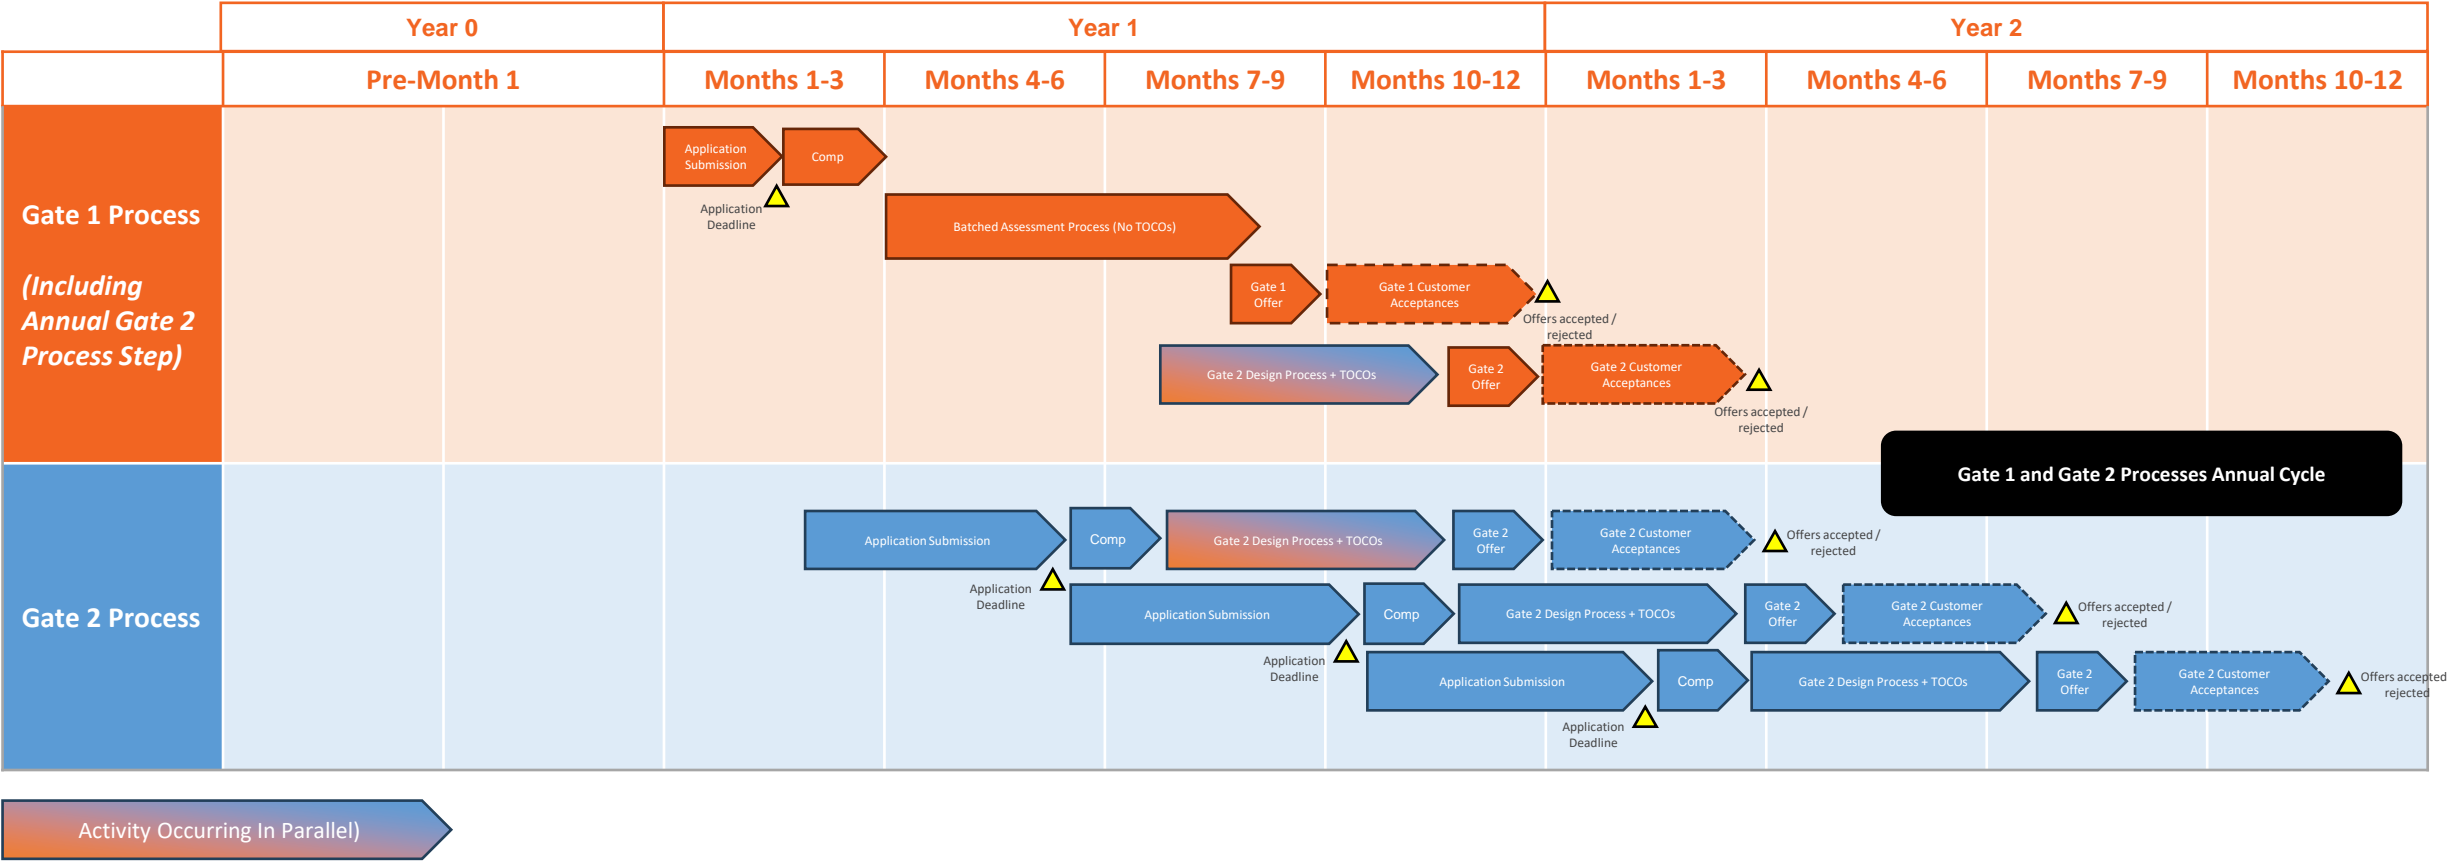 Year 0
Year 1
Year 2
Pre-Month 1
Months 1-3
Months 4-6
Months 7-9
Months 10-12
Months 1-3
Months 4-6
Months 7-9
Months 10-12
Gate 1 Process
(Including
Annual Gate 2
Process Step)
Application
Submission
Comp
Application
Deadline
Batched Assessment Process (No TOCOs)
Gate 1
Offer
Gate 1 Customer
Acceptances
Offers accepted /
rejected
Gate 2 Design Process + TOCOs
Gate 2
Offer
Gate 2 Customer
Acceptances
Offers accepted /
rejected
Gate 1 and Gate 2 Processes Annual Cycle
Gate 2 Process
Application Submission
Comp
Gate 2 Design Process + TOCOs
Gate 2
Offer
Gate 2 Customer
Acceptances
Offers accepted /
rejected
Application
Deadline
Application Submission
Comp
Gate 2 Design Process + TOCOs
Gate 2
Offer
Gate 2 Customer
Acceptances
Offers accepted /
rejected
Application
Deadline
Application Submission
Comp
Gate 2 Design Process + TOCOs
Gate 2
Offer
Gate 2 Customer
Acceptances
Offers accepted
rejected
Application
Deadline
Activity Occurring In Parallel)